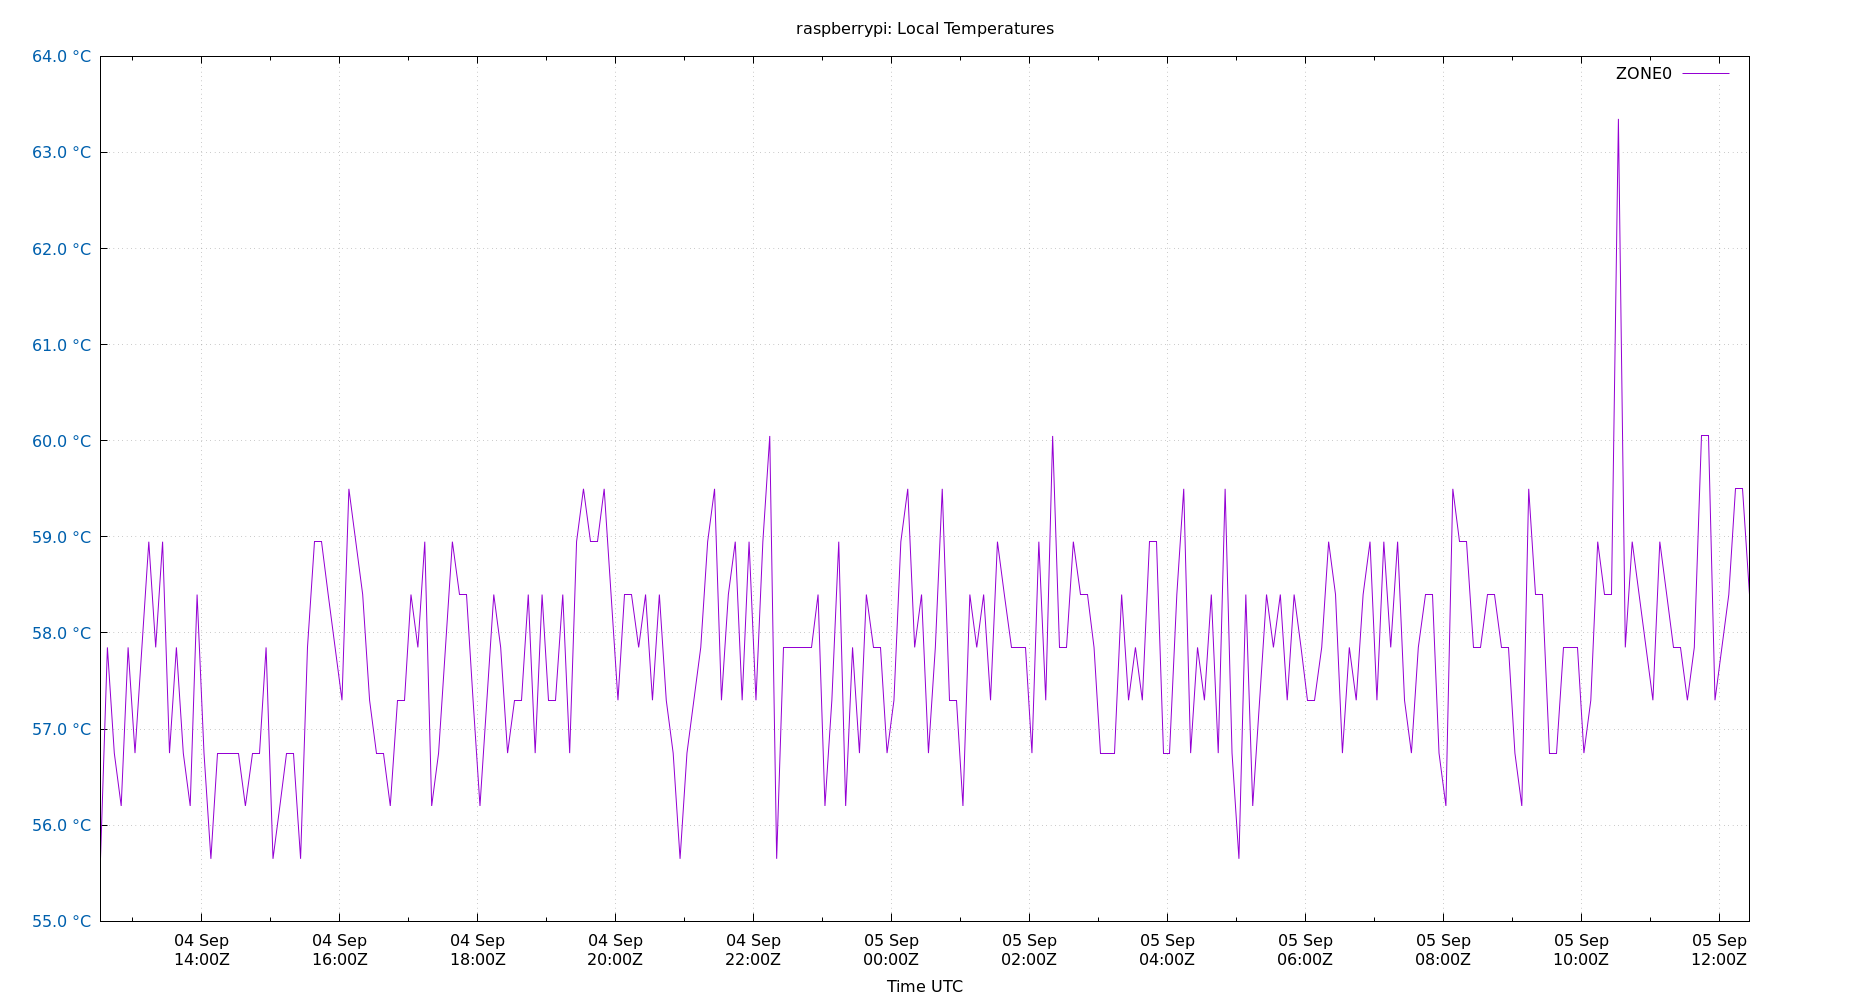 raspberrypi: Local Temperatures
64.0 °C
63.0 °C
62.0 °C
61.0 °C
60.0 °C
59.0 °C
58.0 °C
57.0 °C
56.0 °C
55.0 °C
ZONE0
04 Sep 04 Sep 04 Sep 04 Sep 04 Sep 05 Sep 05 Sep 05 Sep 05 Sep 05 Sep 05 Sep 05 Sep
14:00Z 16:00Z 18:00Z 20:00Z 22:00Z 00:00Z 02:00Z 04:00Z 06:00Z 08:00Z 10:00Z 12:00Z
Time UTC